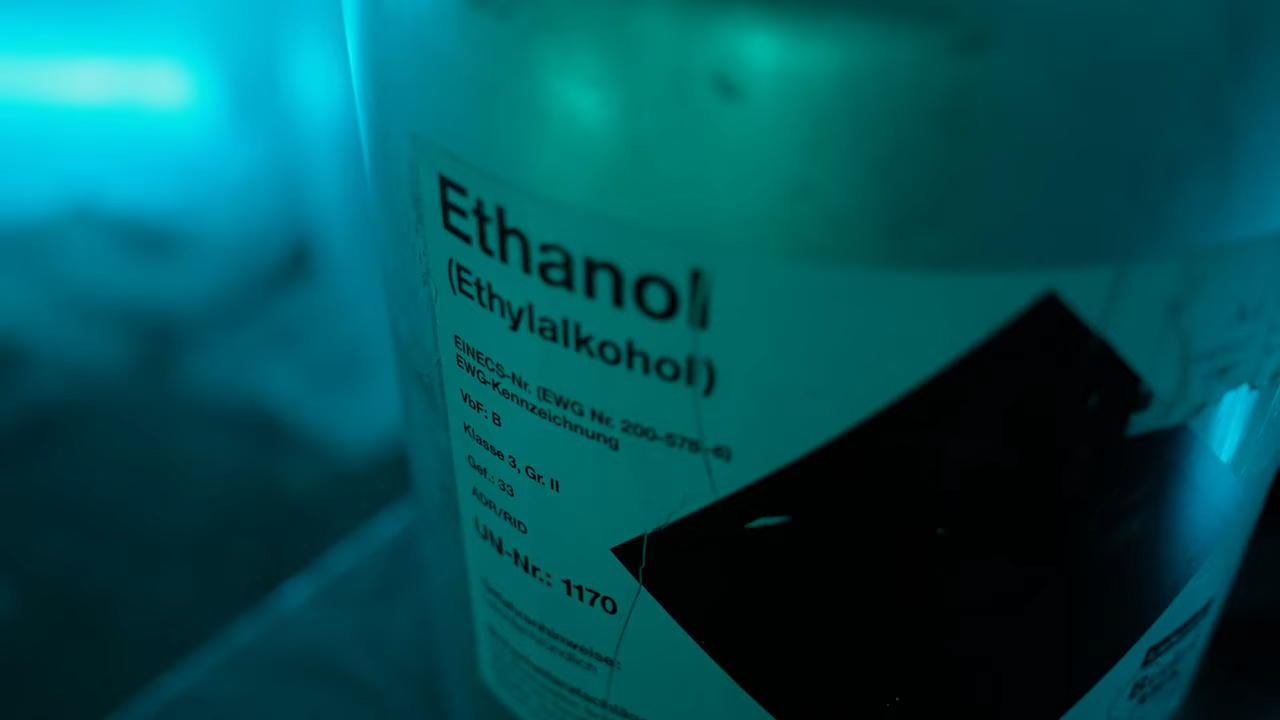 Ethanol
(Ethylalkohol)
EINECS-Nr. (EWG Nr. 200-578-6)
EWG-Kennzeichnung
VbF: B
Klasse 3, Gr. II
Gef.: 33
ADR/RID
UN-Nr.: 1170
Gefahrenhinweise: